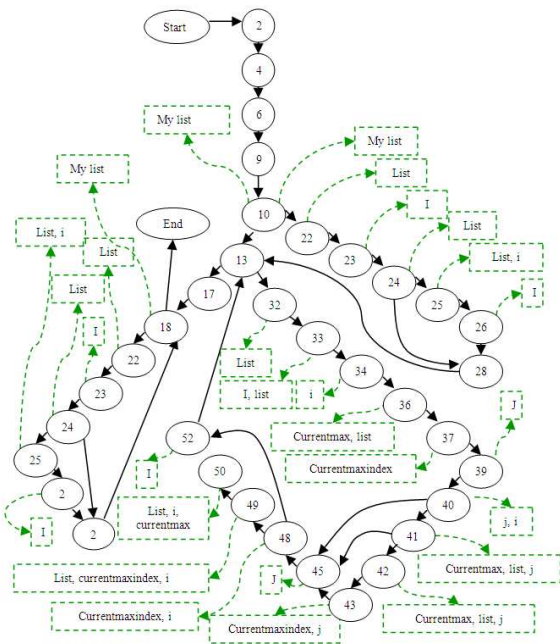 Start
2
4
6
9
My list
10
My list
22
List
23
I
24
List
25
List, i
26
I
28
End
13
17
18
My list
22
List
23
I
24
List
25
List, i
2
I
2
32
List
33
I, list
34
i
36
Currentmax, list
37
Currentmaxindex
39
J
40
j, i
41
Currentmax, list, j
42
Currentmax, list, j
43
Currentmaxindex, j
45
J
48
Currentmaxindex, i
49
List, currentmaxindex, i
50
List, i,
currentmax
52
I